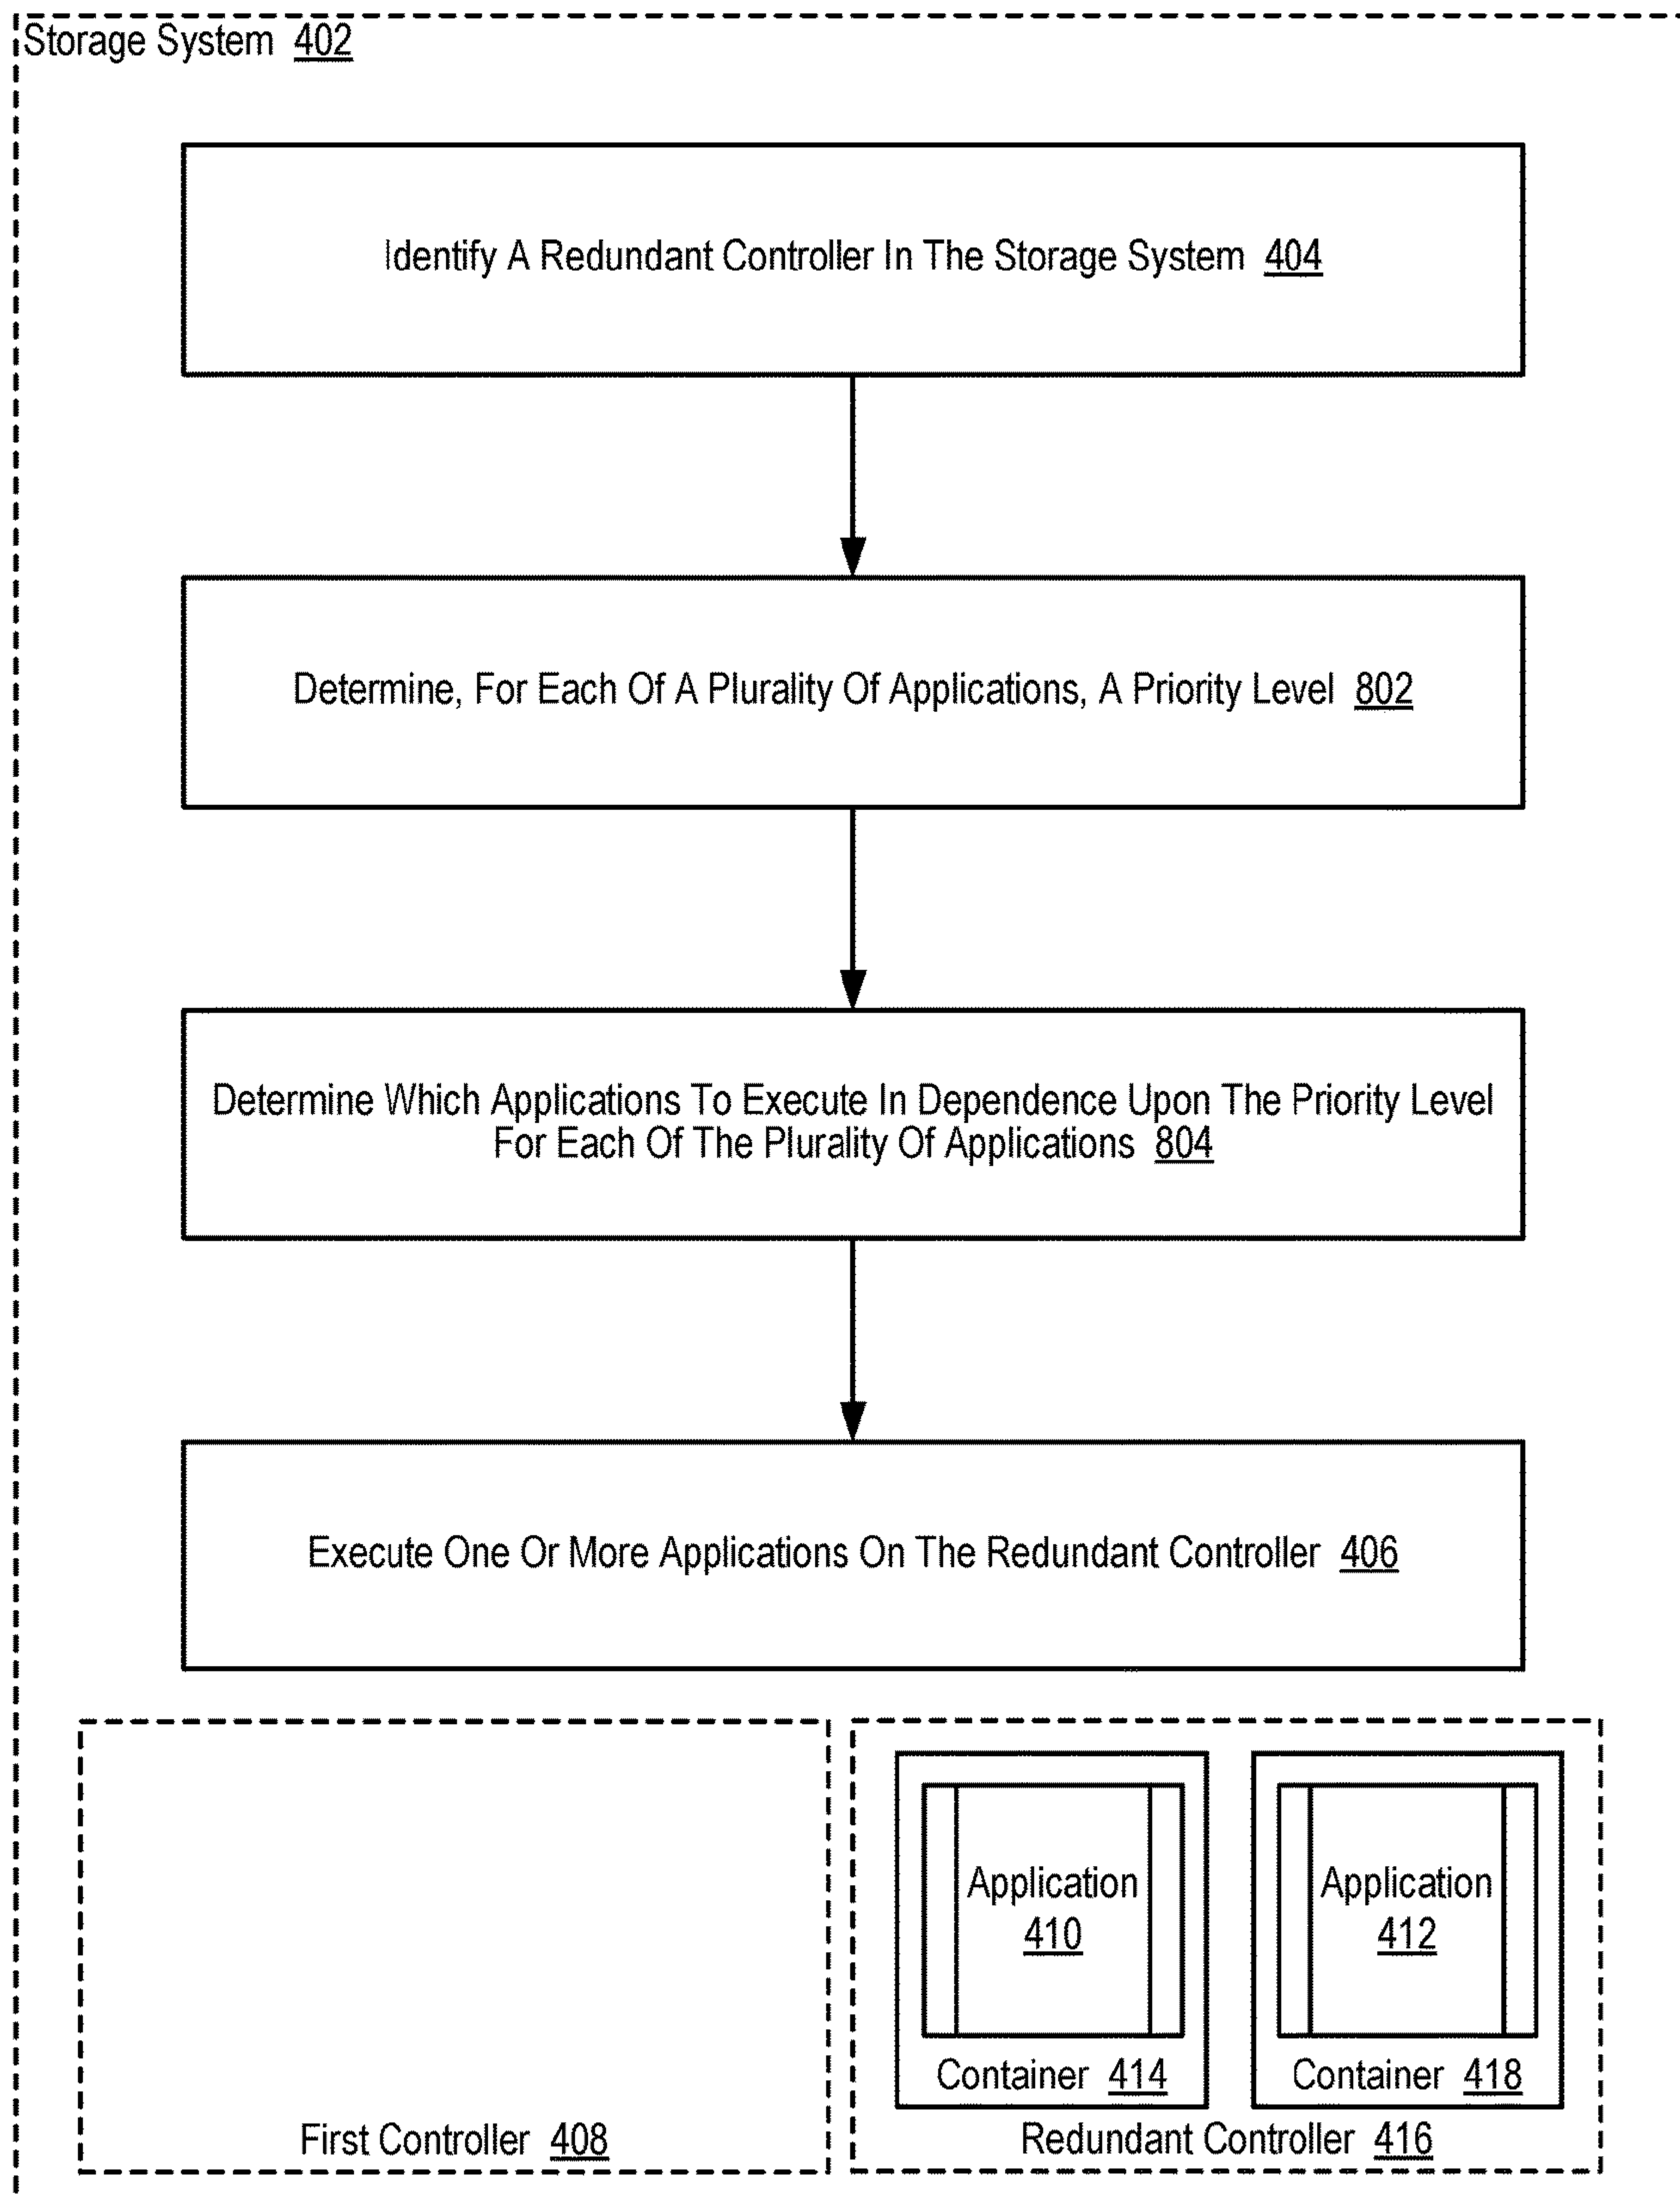 Storage System 402
Identify A Redundant Controller In The Storage System 404
Determine, For Each Of A Plurality Of Applications, A Priority Level 802
Determine Which Applications To Execute In Dependence Upon The Priority Level
For Each Of The Plurality Of Applications 804
Execute One Or More Applications On The Redundant Controller 406
First Controller 408
Application
410
Container 414
Application
412
Container 418
Redundant Controller 416